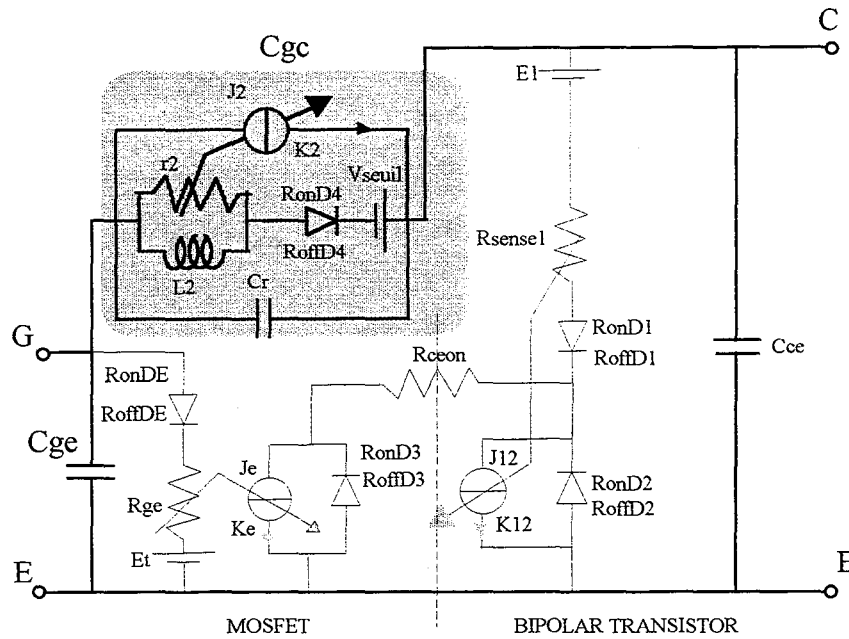 Cgc
C
J2
E1
r2
K2
Vseuil
RonD4
RoffD4
Rsense1
L2
Cr
G
RonD1
RoffD1
Cce
Rceon
RonDE
RoffDE
Cge
RonD3
RoffD3
Je
J12
RonD2
RoffD2
Rge
Ke
K12
Et
E
E
MOSFET
BIPOLAR TRANSISTOR